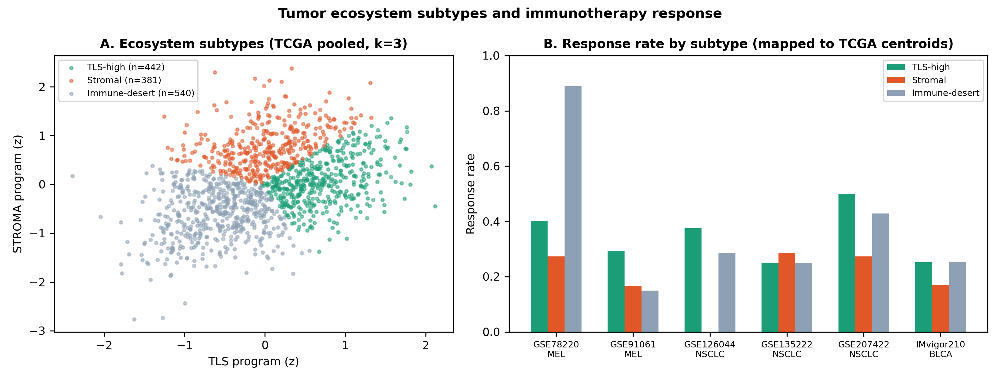 Tumor ecosystem subtypes and immunotherapy response
A. Ecosystem subtypes (TCGA pooled, k=3)
TLS-high (n=442)
Stromal (n=381)
Immune-desert (n=540)
STROMA program (z)
2
1
0
−1
−2
−3
−2
−1
0
1
2
TLS program (z)
B. Response rate by subtype (mapped to TCGA centroids)
TLS-high
Stromal
Immune-desert
Response rate
1.0
0.8
0.6
0.4
0.2
0.0
GSE78220
MEL
GSE91061
MEL
GSE126044
NSCLC
GSE135222
NSCLC
GSE207422
NSCLC
IMvigor210
BLCA